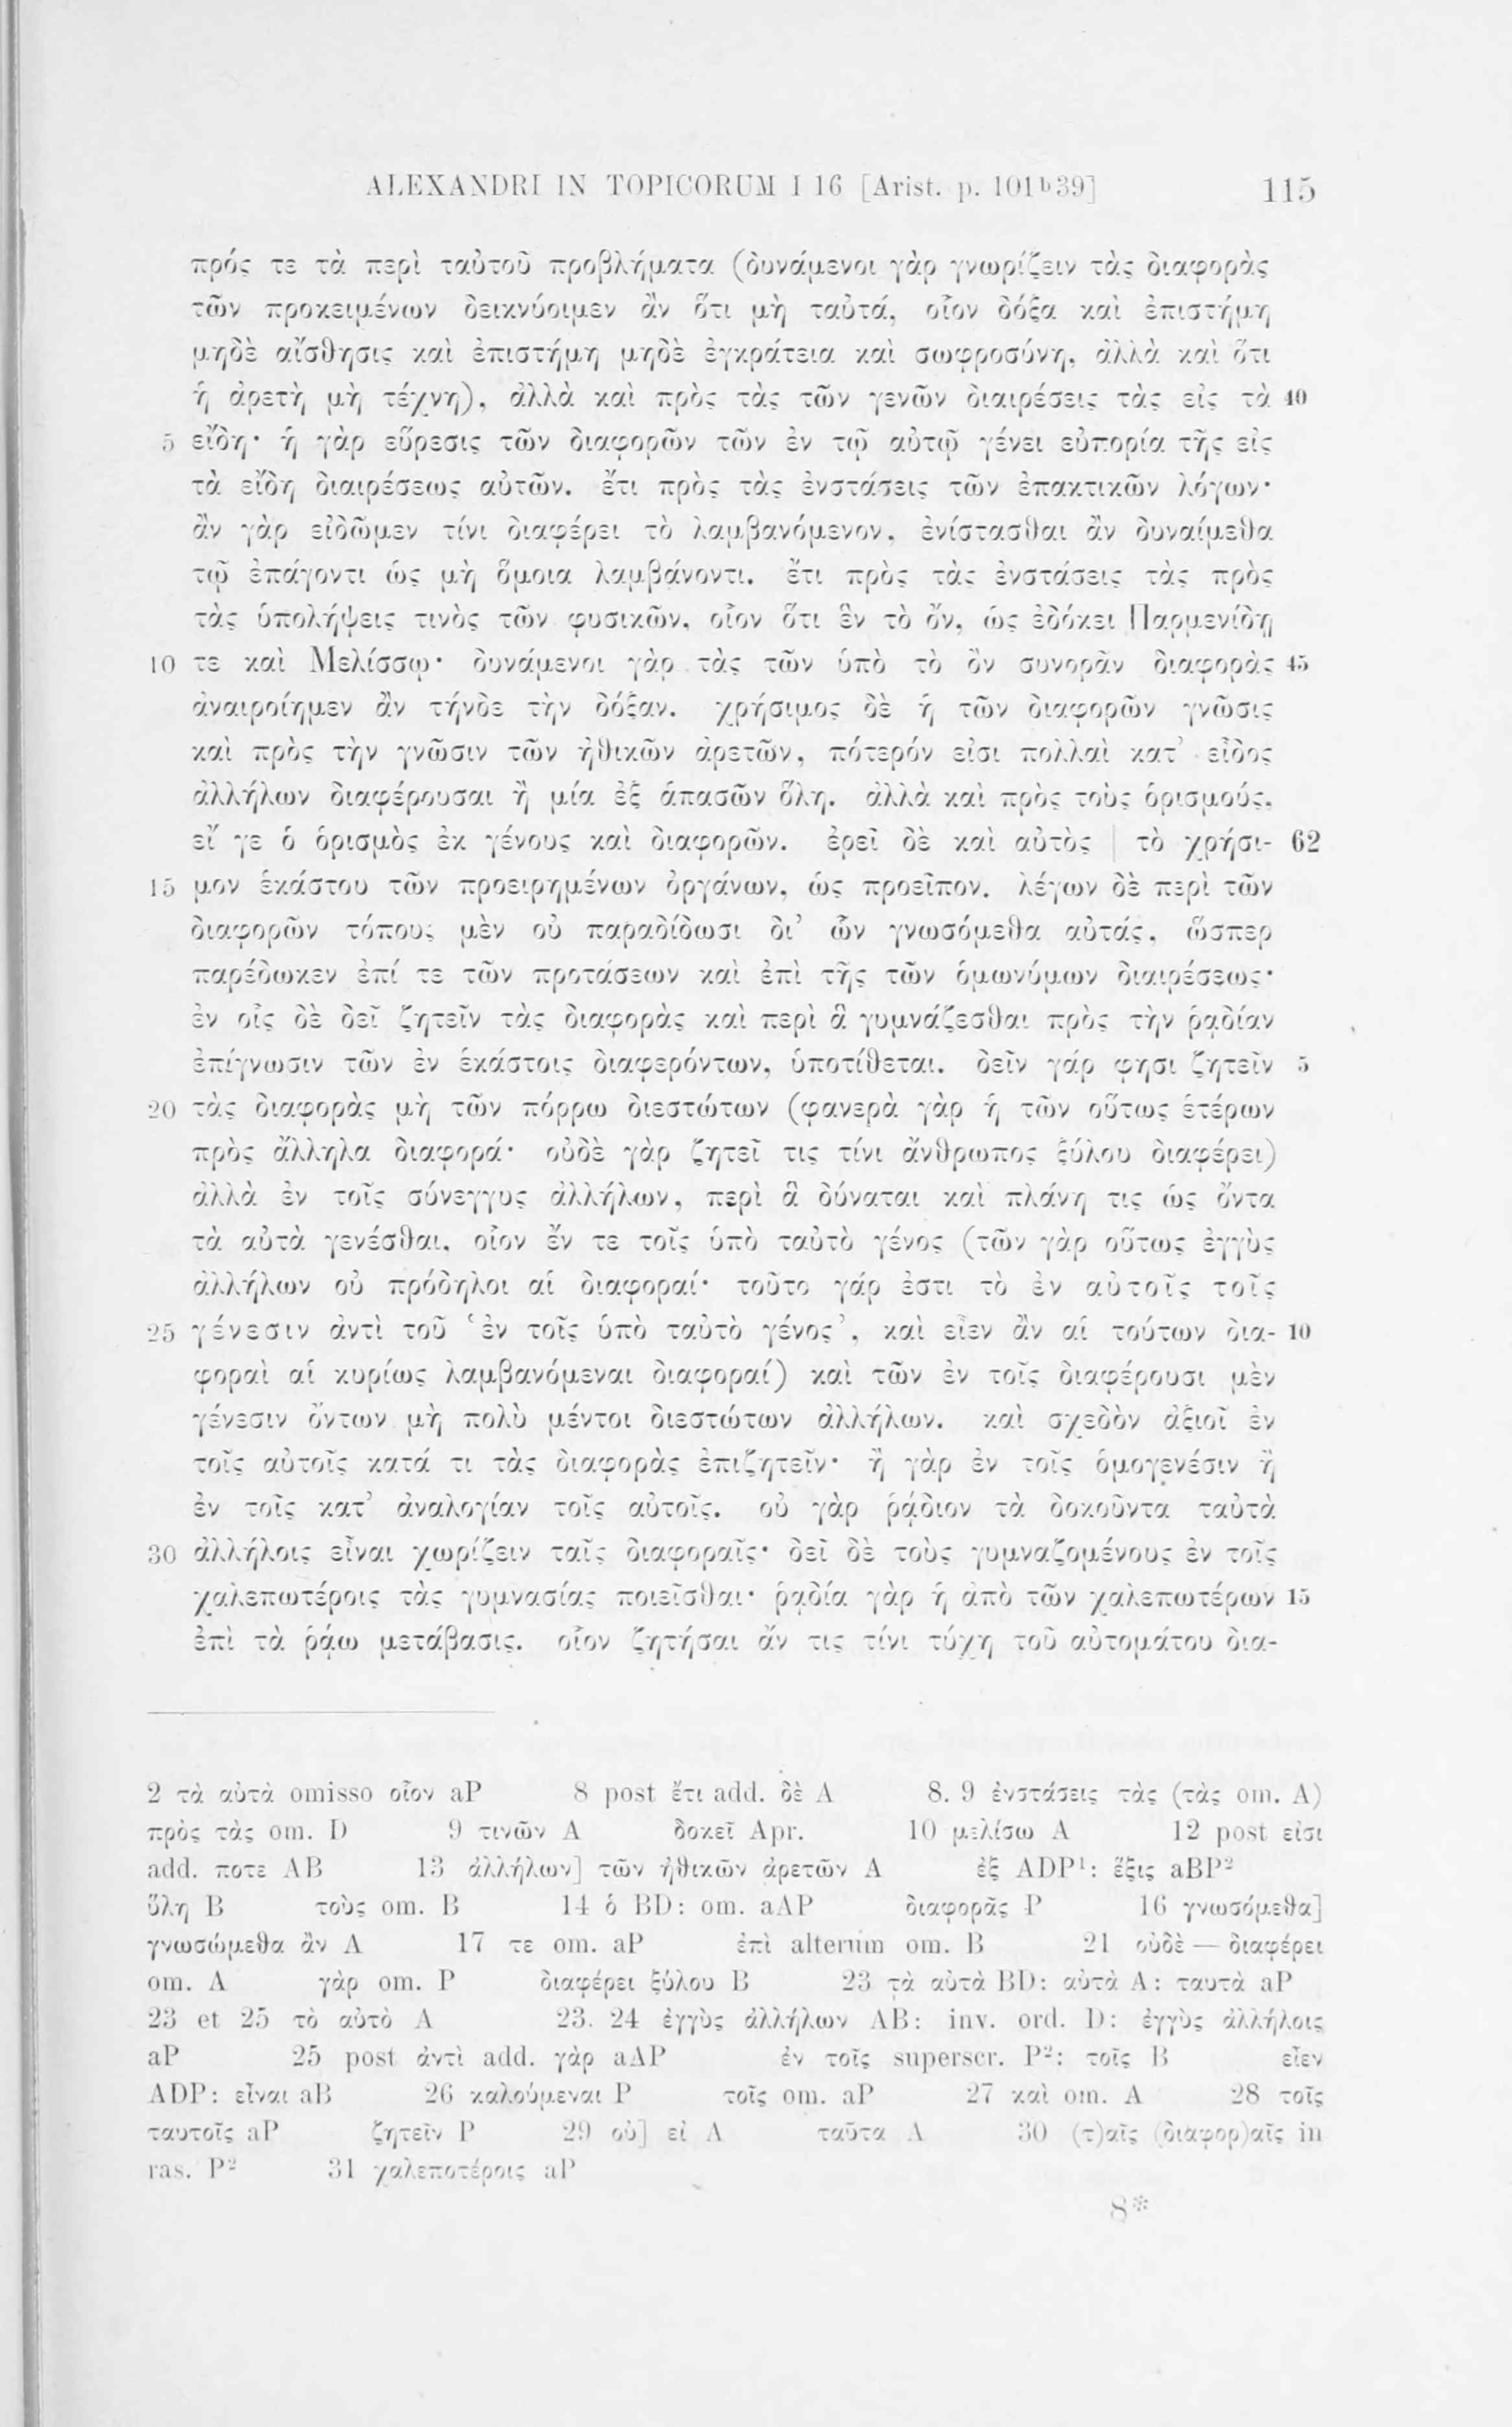 ALEXANDRI IN TOPICORUM I 16 [Arist. p. 101ᵇ39] 115
πρός τε τὰ περὶ ταὐτοῦ προβλήματα (δυνάμενοι γὰρ γνωρίζειν τὰς διαφορὰς
τῶν προκειμένων δεικνύοιμεν ἂν ὅτι μὴ ταὐτά, οἷον δόξα καὶ ἐπιστήμη
μηδὲ αἴσθησις καὶ ἐπιστήμη μηδὲ ἐγκράτεια καὶ σωφροσύνη, ἀλλὰ καὶ ὅτι
ἡ ἀρετὴ μὴ τέχνη), ἀλλὰ καὶ πρὸς τὰς τῶν γενῶν διαιρέσεις τὰς εἰς τὰ 40
5 εἴδη· ἡ γὰρ εὕρεσις τῶν διαφορῶν τῶν ἐν τῷ αὐτῷ γένει εὐπορία τῆς εἰς
τὰ εἴδη διαιρέσεως αὐτῶν. ἔτι πρὸς τὰς ἐνστάσεις τῶν ἐπακτικῶν λόγων·
ἂν γὰρ εἰδῶμεν τίνι διαφέρει τὸ λαμβανόμενον, ἐνίστασθαι ἂν δυναίμεθα
τῷ ἐπάγοντι ὡς μὴ ὅμοια λαμβάνοντι. ἔτι πρὸς τὰς ἐνστάσεις τὰς πρὸς
τὰς ὑπολήψεις τινὸς τῶν φυσικῶν, οἷον ὅτι ἓν τὸ ὄν, ὡς ἐδόκει Παρμενίδῃ
10 τε καὶ Μελίσσῳ· δυνάμενοι γὰρ τὰς τῶν ὑπὸ τὸ ὂν συνορᾶν διαφορὰς 45
ἀναιροίημεν ἂν τήνδε τὴν δόξαν. χρήσιμος δὲ ἡ τῶν διαφορῶν γνῶσις
καὶ πρὸς τὴν γνῶσιν τῶν ἠθικῶν ἀρετῶν, πότερόν εἰσι πολλαὶ κατ’ εἶδος
ἀλλήλων διαφέρουσαι ἢ μία ἐξ ἁπασῶν ὅλη. ἀλλὰ καὶ πρὸς τοὺς ὁρισμούς,
εἴ γε ὁ ὁρισμὸς ἐκ γένους καὶ διαφορῶν. ἐρεῖ δὲ καὶ αὐτὸς | τὸ χρήσι- 62
15 μον ἑκάστου τῶν προειρημένων ὀργάνων, ὡς προεῖπον. λέγων δὲ περὶ τῶν
διαφορῶν τόπους μὲν οὐ παραδίδωσι δι’ ὧν γνωσόμεθα αὐτάς, ὥσπερ
παρέδωκεν ἐπί τε τῶν προτάσεων καὶ ἐπὶ τῆς τῶν ὁμωνύμων διαιρέσεως·
ἐν οἷς δὲ δεῖ ζητεῖν τὰς διαφορὰς καὶ περὶ ἃ γυμνάζεσθαι πρὸς τὴν ῥᾳδίαν
ἐπίγνωσιν τῶν ἐν ἑκάστοις διαφερόντων, ὑποτίθεται. δεῖν γάρ φησι ζητεῖν 5
20 τὰς διαφορὰς μὴ τῶν πόρρω διεστώτων (φανερὰ γὰρ ἡ τῶν οὕτως ἑτέρων
πρὸς ἄλληλα διαφορά· οὐδὲ γὰρ ζητεῖ τις τίνι ἄνθρωπος ξύλου διαφέρει)
ἀλλὰ ἐν τοῖς σύνεγγυς ἀλλήλων, περὶ ἃ δύναται καὶ πλάνη τις ὡς ὄντα
τὰ αὐτὰ γενέσθαι, οἷον ἔν τε τοῖς ὑπὸ ταὐτὸ γένος (τῶν γὰρ οὕτως ἐγγὺς
ἀλλήλων οὐ πρόδηλοι αἱ διαφοραί· τοῦτο γάρ ἐστι τὸ ἐν αὐτοῖς τοῖς
25 γένεσιν ἀντὶ τοῦ ‘ἐν τοῖς ὑπὸ ταὐτὸ γένος’, καὶ εἶεν ἂν αἱ τούτων δια- 10
φοραὶ αἱ κυρίως λαμβανόμεναι διαφοραί) καὶ τῶν ἐν τοῖς διαφέρουσι μὲν
γένεσιν ὄντων μὴ πολὺ μέντοι διεστώτων ἀλλήλων. καὶ σχεδὸν ἀξιοῖ ἐν
τοῖς αὐτοῖς κατά τι τὰς διαφορὰς ἐπιζητεῖν· ἢ γὰρ ἐν τοῖς ὁμογενέσιν ἢ
ἐν τοῖς κατ’ ἀναλογίαν τοῖς αὐτοῖς. οὐ γὰρ ῥᾴδιον τὰ δοκοῦντα ταὐτὰ
30 ἀλλήλοις εἶναι χωρίζειν ταῖς διαφοραῖς· δεῖ δὲ τοὺς γυμναζομένους ἐν τοῖς
χαλεπωτέροις τὰς γυμνασίας ποιεῖσθαι· ῥᾳδία γὰρ ἡ ἀπὸ τῶν χαλεπωτέρων 15
ἐπὶ τὰ ῥᾴω μετάβασις. οἷον ζητήσαι ἄν τις τίνι τύχη τοῦ αὐτομάτου δια-
2 τὰ αὐτὰ omisso οἷον aP 8 post ἔτι add. δὲ A 8. 9 ἐνστάσεις τὰς (τὰς om. A)
πρὸς τὰς om. D 9 τινῶν A δοκεῖ Apr. 10 μελίσω A 12 post εἰσι
add. ποτε AB 13 ἀλλήλων] τῶν ἠθικῶν ἀρετῶν A ἐξ ADP¹: ἕξις aBP²
ὕλη B τοὺς om. B 14 ὁ BD: om. aAP διαφορᾶς P 16 γνωσόμεθα]
γνωσώμεθα ἂν A 17 τε om. aP ἐπὶ alterum om. B 21 οὐδὲ — διαφέρει
om. A γὰρ om. P διαφέρει ξύλου B 23 τὰ αὐτὰ BD: αὐτὰ A: ταυτὰ aP
23 et 25 τὸ αὐτὸ A 23. 24 ἐγγὺς ἀλλήλων AB: inv. ord. D: ἐγγὺς ἀλλήλοις
aP 25 post ἀντὶ add. γὰρ aAP ἐν τοῖς superscr. P²: τοῖς B εἶεν
ADP: εἶναι aB 26 καλούμεναι P τοῖς om. aP 27 καὶ om. A 28 τοῖς
ταυτοῖς aP ζητεῖν P 29 οὐ] εἰ A ταῦτα A 30 (τ)αῖς (διαφορ)αῖς in
ras. P² 31 χαλεποτέροις aP
8*